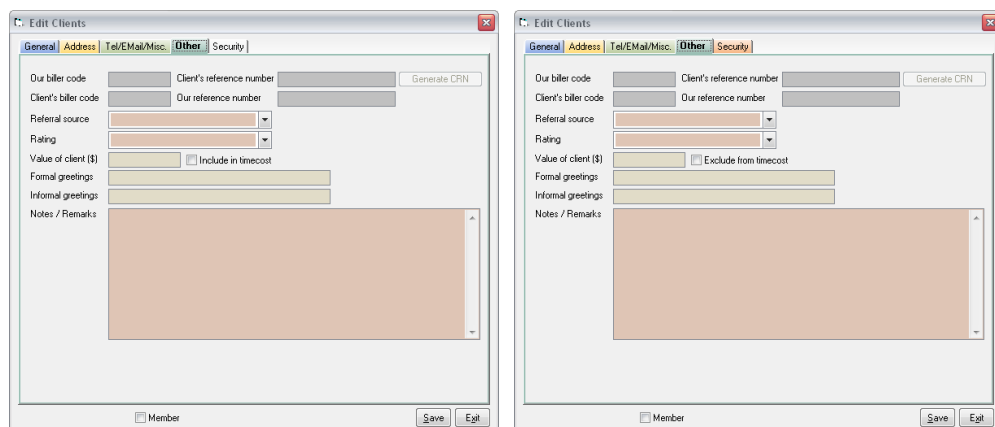 Edit Clients
General Address Tel/EMail/Misc. Other Security
Our biller code Client's reference number Generate CRN
Client's biller code Our reference number
Referral source
Rating
Value of client ($) Include in timecost
Formal greetings
Informal greetings
Notes / Remarks
Member Save Exit
Edit Clients
General Address Tel/EMail/Misc. Other Security
Our biller code Client's reference number Generate CRN
Client's biller code Our reference number
Referral source
Rating
Value of client ($) Exclude from timecost
Formal greetings
Informal greetings
Notes / Remarks
Member Save Exit